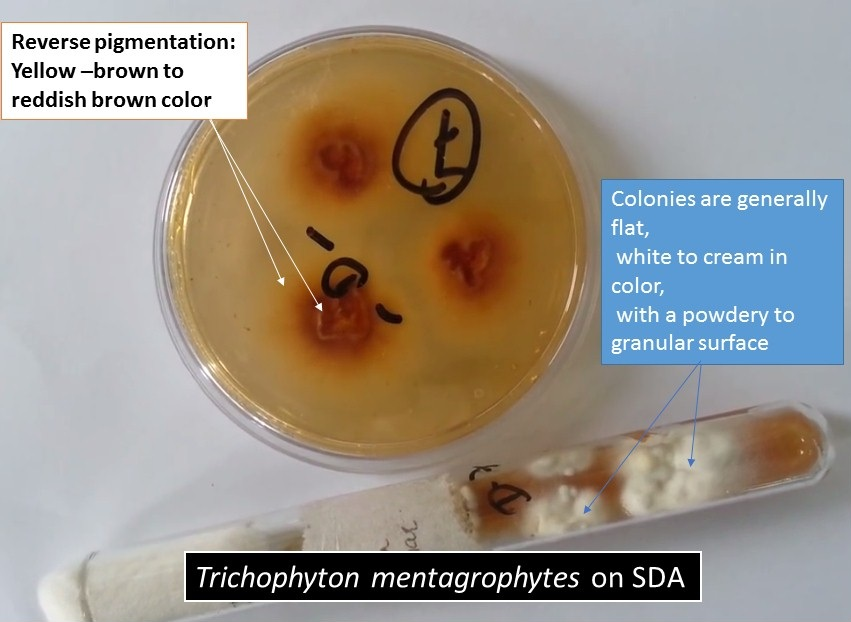 Reverse pigmentation:
Yellow –brown to
reddish brown color
Colonies are generally
flat,
white to cream in
color,
with a powdery to
granular surface
Trichophyton mentagrophytes on SDA